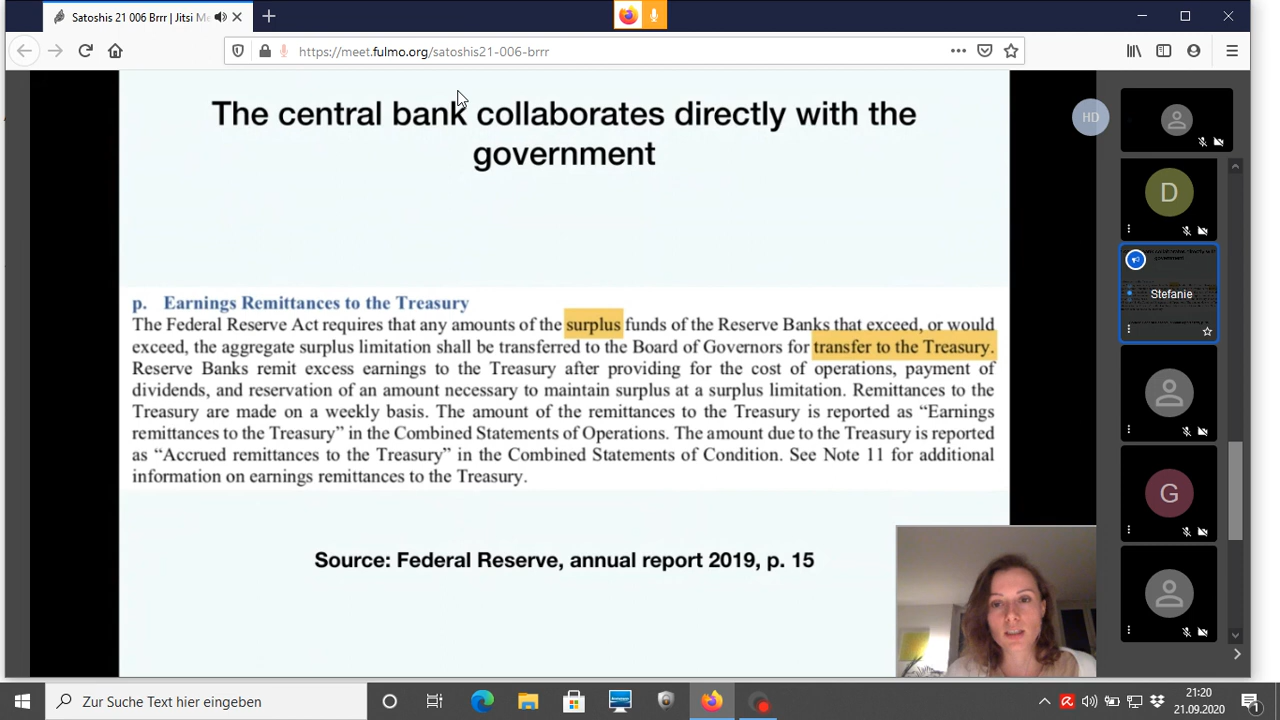 Satoshis 21 006 Brrr | Jitsi Me
https://meet.fulmo.org/satoshis21-006-brrr
The central bank collaborates directly with the
government
HD
p. Earnings Remittances to the Treasury
The Federal Reserve Act requires that any amounts of the surplus funds of the Reserve Banks that exceed, or would
exceed, the aggregate surplus limitation shall be transferred to the Board of Governors for transfer to the Treasury.
Reserve Banks remit excess earnings to the Treasury after providing for the cost of operations, payment of
dividends, and reservation of an amount necessary to maintain surplus at a surplus limitation. Remittances to the
Treasury are made on a weekly basis. The amount of the remittances to the Treasury is reported as “Earnings
remittances to the Treasury” in the Combined Statements of Operations. The amount due to the Treasury is reported
as “Accrued remittances to the Treasury” in the Combined Statements of Condition. See Note 11 for additional
information on earnings remittances to the Treasury.
Source: Federal Reserve, annual report 2019, p. 15
D
Stefanie
G
Zur Suche Text hier eingeben
21:20
21.09.2020
1